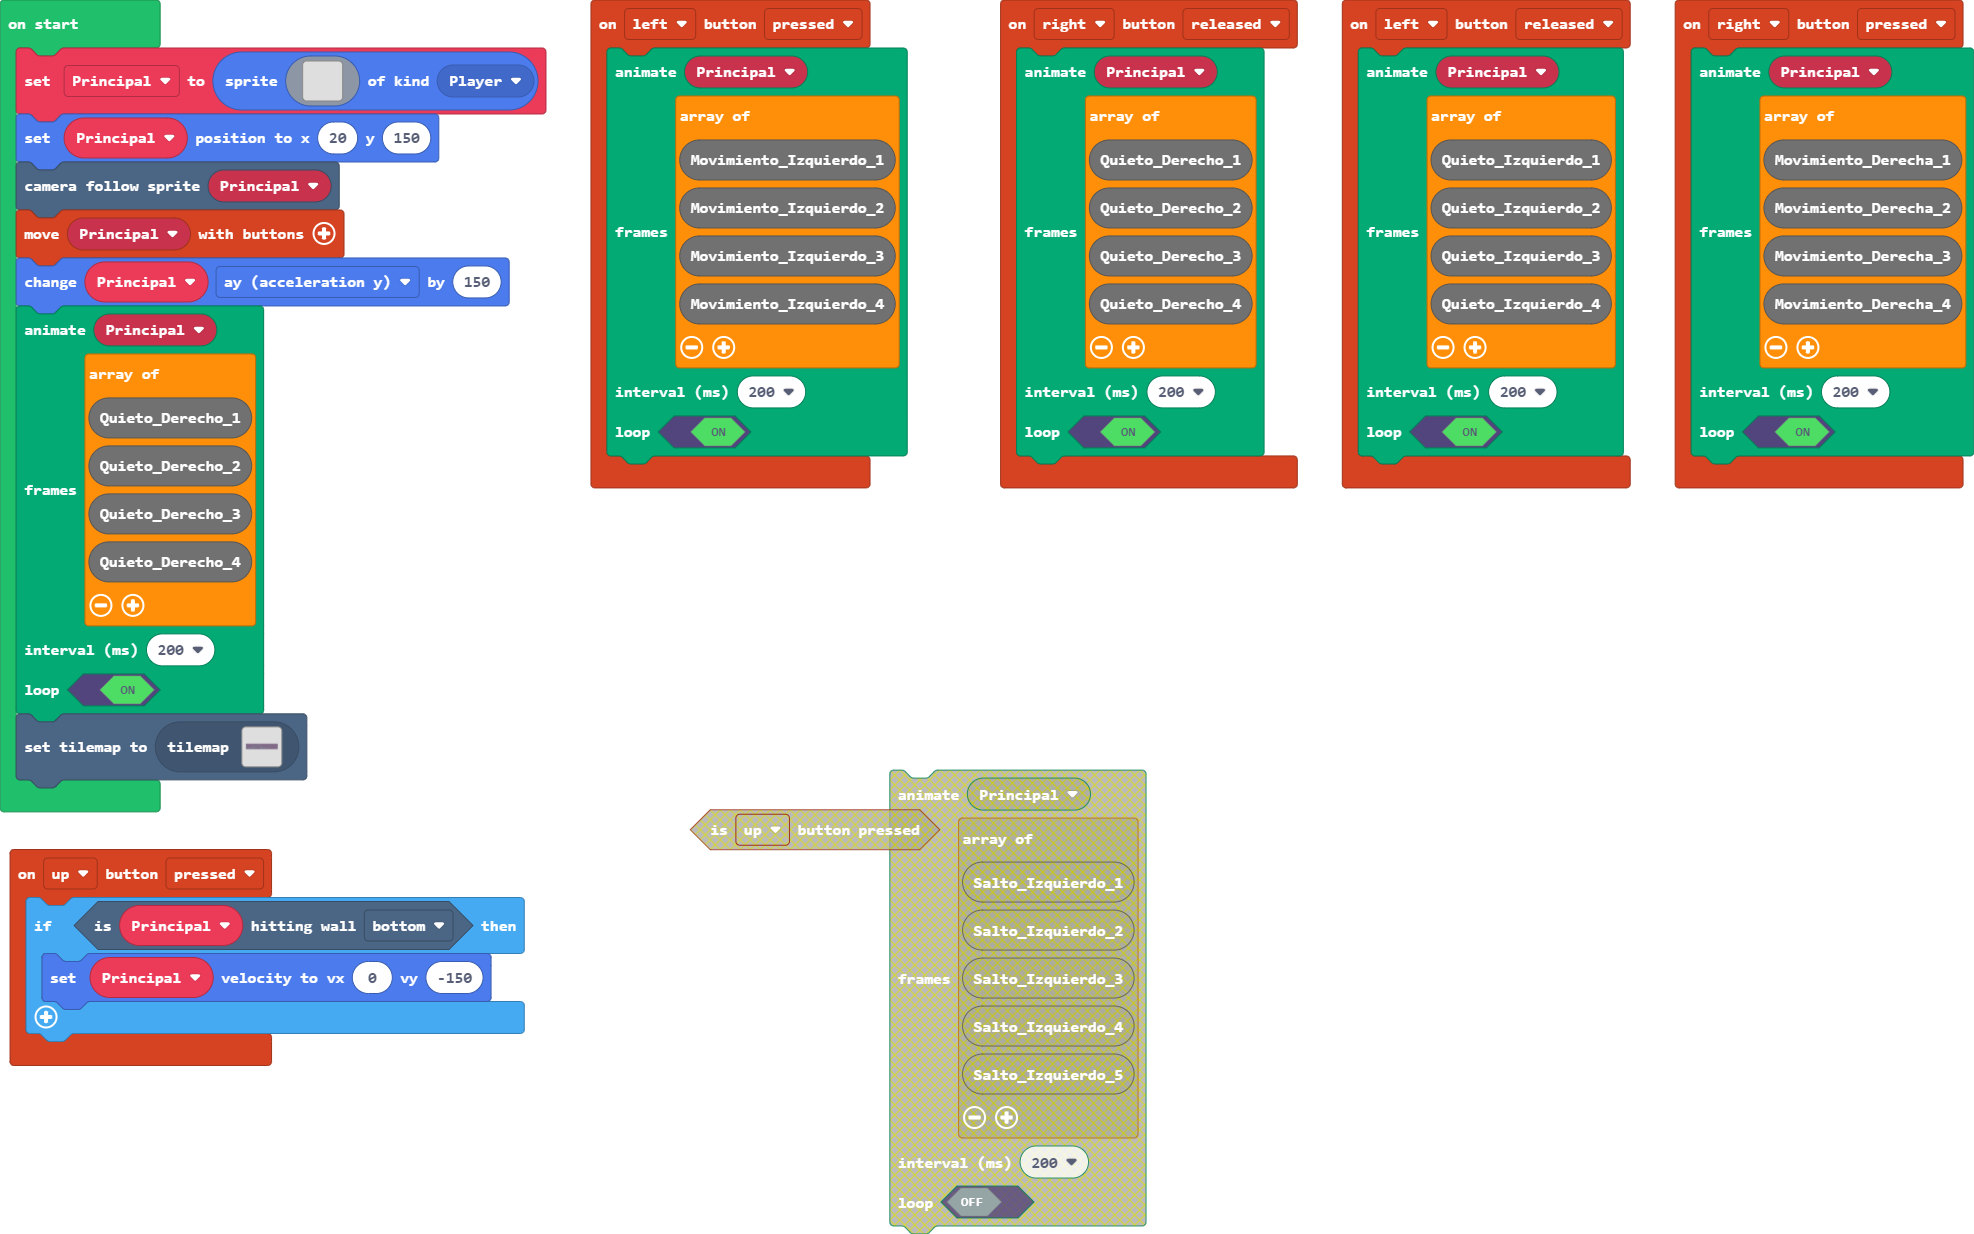 on start
set Principal to sprite of kind Player
set Principal position to x 20 y 150
camera follow sprite Principal
move Principal with buttons
change Principal ay (acceleration y) by 150
animate Principal
array of
Quieto_Derecho_1
Quieto_Derecho_2
frames
Quieto_Derecho_3
Quieto_Derecho_4
interval (ms) 200
loop ON
set tilemap to tilemap
on up button pressed
if is Principal hitting wall bottom then
set Principal velocity to vx 0 vy -150
on left button pressed
animate Principal
array of
Movimiento_Izquierdo_1
Movimiento_Izquierdo_2
frames
Movimiento_Izquierdo_3
Movimiento_Izquierdo_4
interval (ms) 200
loop ON
on right button released
animate Principal
array of
Quieto_Derecho_1
Quieto_Derecho_2
frames
Quieto_Derecho_3
Quieto_Derecho_4
interval (ms) 200
loop ON
on left button released
animate Principal
array of
Quieto_Izquierdo_1
Quieto_Izquierdo_2
frames
Quieto_Izquierdo_3
Quieto_Izquierdo_4
interval (ms) 200
loop ON
on right button pressed
animate Principal
array of
Movimiento_Derecha_1
Movimiento_Derecha_2
frames
Movimiento_Derecha_3
Movimiento_Derecha_4
interval (ms) 200
loop ON
is up button pressed
animate Principal
array of
Salto_Izquierdo_1
Salto_Izquierdo_2
frames
Salto_Izquierdo_3
Salto_Izquierdo_4
Salto_Izquierdo_5
interval (ms) 200
loop OFF